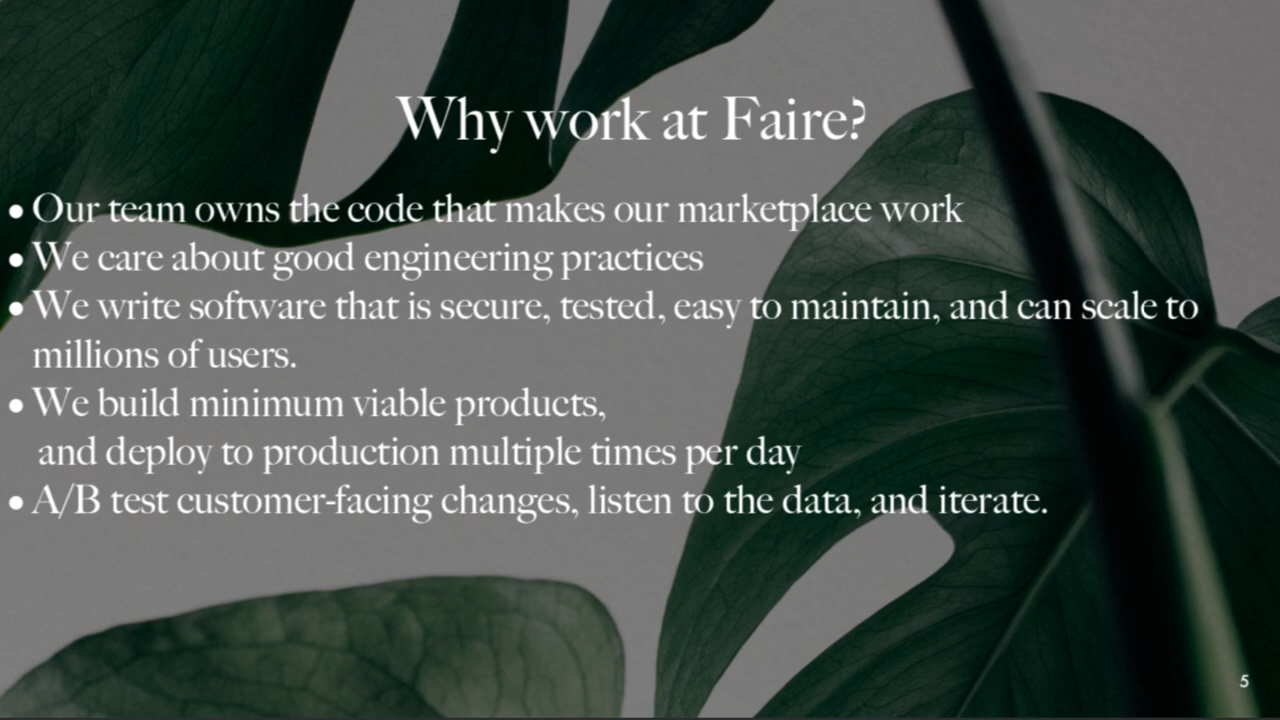 Why work at Faire?
• Our team owns the code that makes our marketplace work
• We care about good engineering practices
• We write software that is secure, tested, easy to maintain, and can scale to
millions of users.
• We build minimum viable products,
and deploy to production multiple times per day
• A/B test customer-facing changes, listen to the data, and iterate.
5